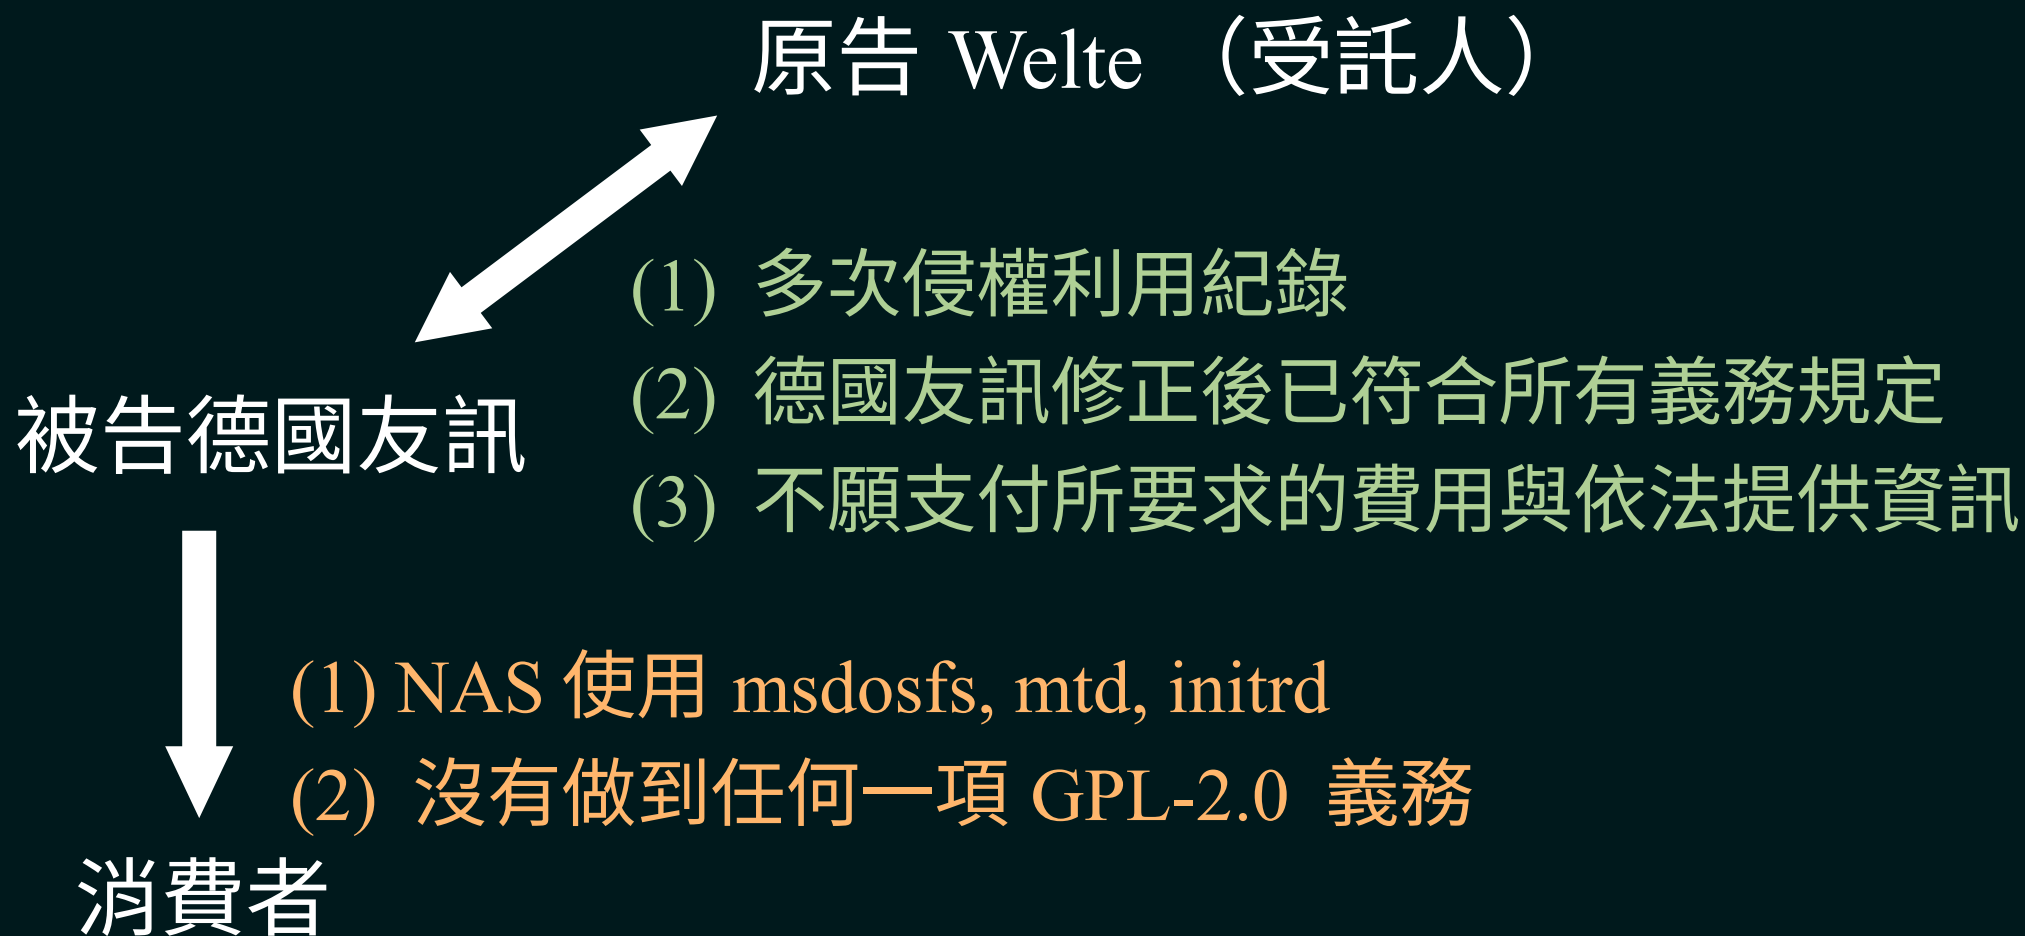 原告 Welte （受託人）
(1) 多次侵權利用紀錄
(2) 德國友訊修正後已符合所有義務規定
被告德國友訊
(3) 不願支付所要求的費用與依法提供資訊
(1) NAS 使用 msdosfs, mtd, initrd
(2) 沒有做到任何一項 GPL-2.0 義務
消費者